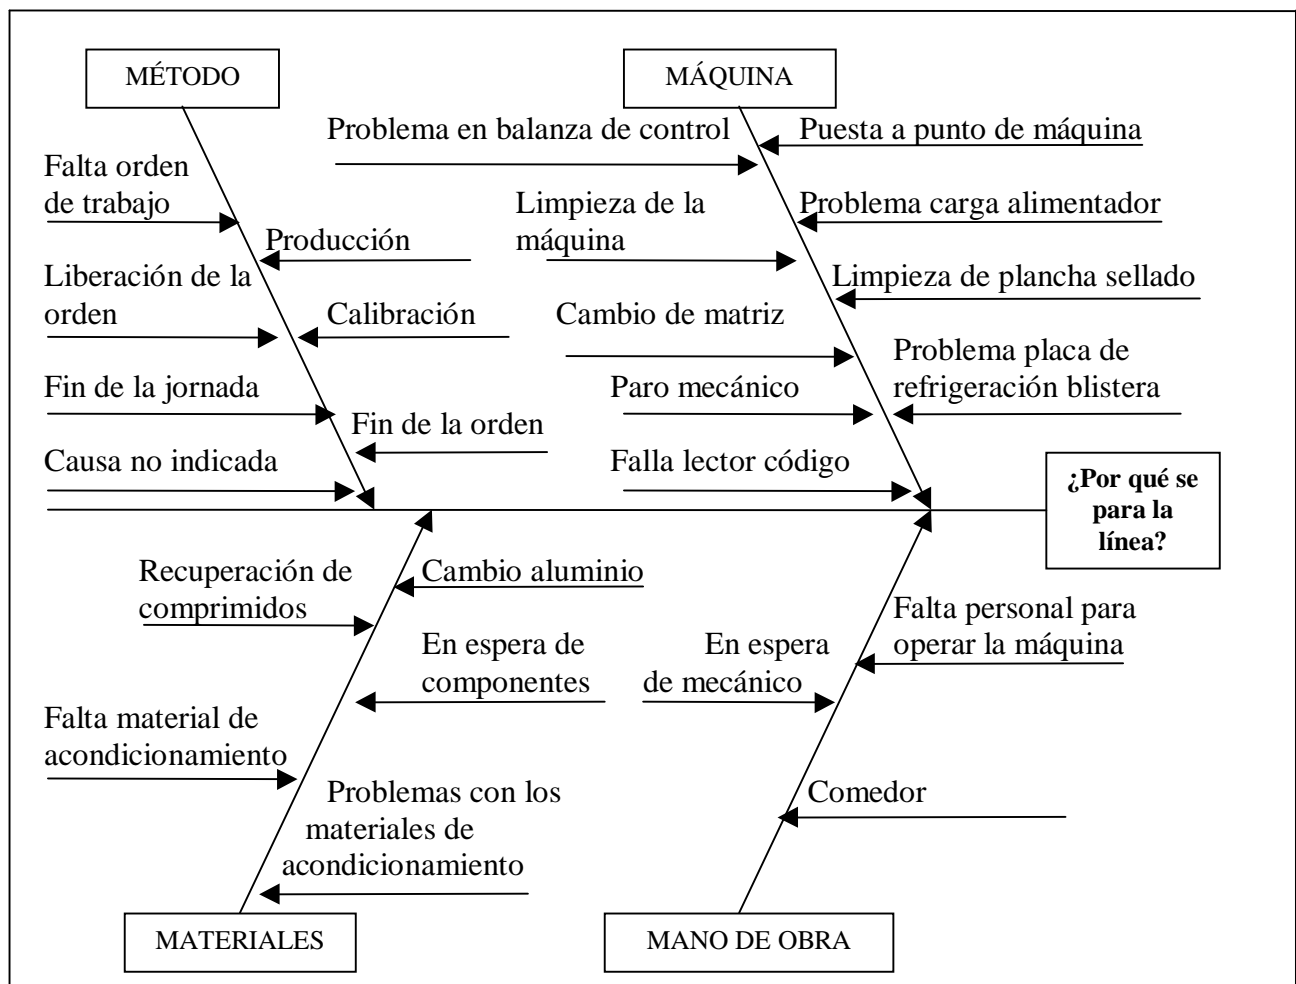 MÉTODO
MÁQUINA
Problema en balanza de control
Puesta a punto de máquina
Falta orden
de trabajo
Limpieza de la
máquina
Problema carga alimentador
Producción
Liberación de la
orden
Limpieza de plancha sellado
Calibración
Cambio de matriz
Problema placa de
refrigeración blistera
Fin de la jornada
Paro mecánico
Fin de la orden
Causa no indicada
Falla lector código
¿Por qué se
para la
línea?
Recuperación de
comprimidos
Cambio aluminio
Falta personal para
operar la máquina
En espera de
componentes
En espera
de mecánico
Falta material de
acondicionamiento
Problemas con los
materiales de
acondicionamiento
Comedor
MATERIALES
MANO DE OBRA